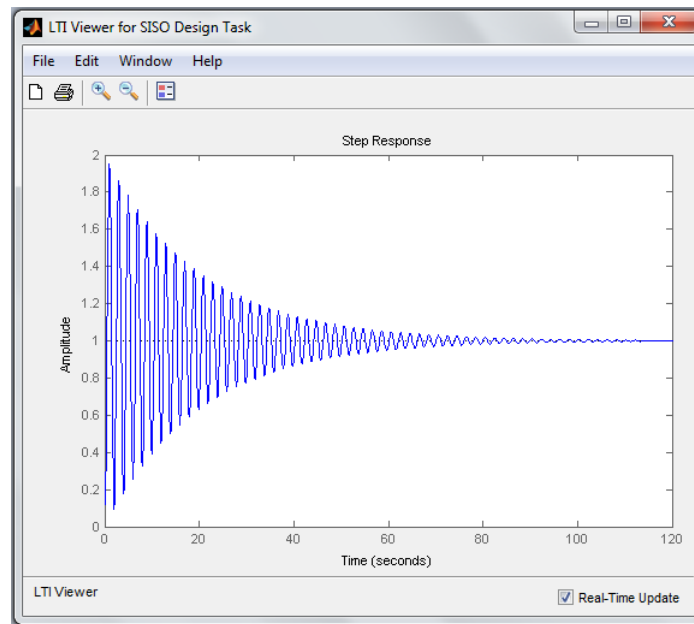 LTI Viewer for SISO Design Task
File Edit Window Help
Step Response
Amplitude
2
1.8
1.6
1.4
1.2
1
0.8
0.6
0.4
0.2
0
0 20 40 60 80 100 120
Time (seconds)
LTI Viewer
Real-Time Update